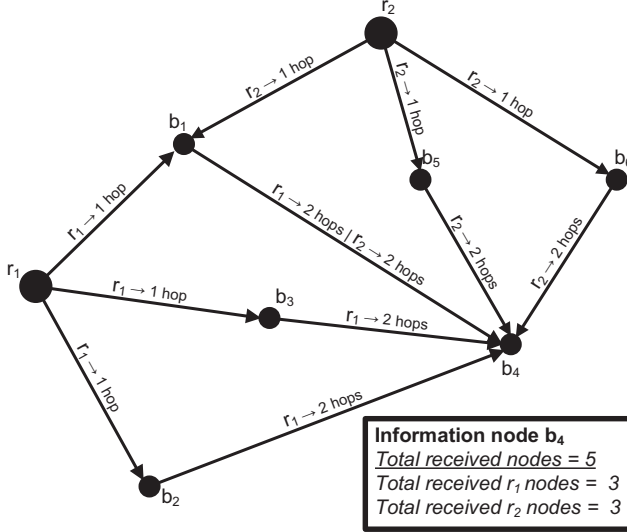 r₂
r₂ → 1 hop
r₂ → 1 hop
r₂ → 1 hop
b₁
b₅
r₁ → 1 hop
r₁ → 2 hops | r₂ → 2 hops
r₂ → 2 hops
r₂ → 2 hops
r₁
r₁ → 1 hop
b₃
r₁ → 2 hops
b₄
r₁ → 1 hop
r₁ → 2 hops
b₂
Information node b₄
Total received nodes = 5
Total received r₁ nodes = 3
Total received r₂ nodes = 3